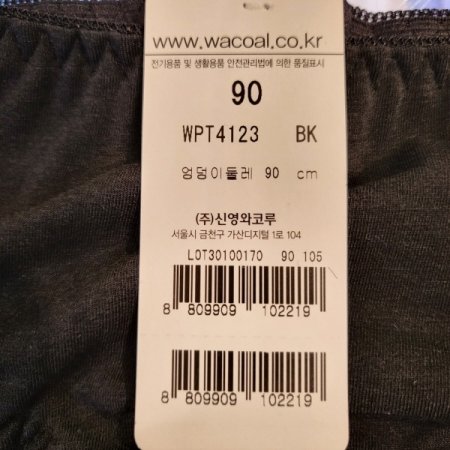 www.wacoal.co.kr
전기용품 및 생활용품 안전관리법에 의한 품질표시
90
WPT4123 BK
엉덩이둘레 90 cm
(주)신영와코루
서울시 금천구 가산디지털 1로 104
LOT30100170 90 105
8 809909 102219
8 809909 102219